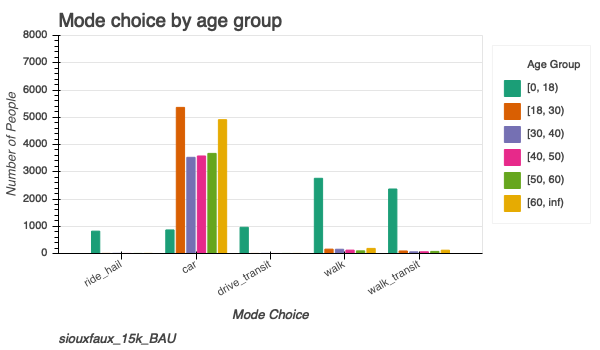 Mode choice by age group
Number of People
8000
7000
6000
5000
4000
3000
2000
1000
0
ride_hail
car
drive_transit
walk
walk_transit
Mode Choice
Age Group
[0, 18)
[18, 30)
[30, 40)
[40, 50)
[50, 60)
[60, inf)
siouxfaux_15k_BAU